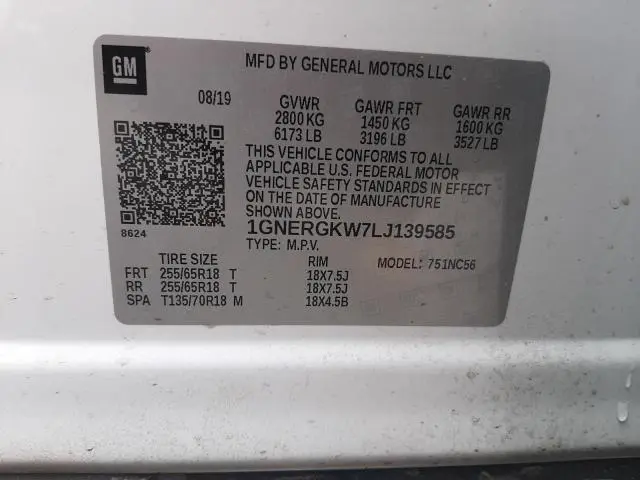 GM
MFD BY GENERAL MOTORS LLC
08/19 GVWR GAWR FRT GAWR RR
2800 KG 1450 KG 1600 KG
6173 LB 3196 LB 3527 LB
THIS VEHICLE CONFORMS TO ALL
APPLICABLE U.S. FEDERAL MOTOR
VEHICLE SAFETY STANDARDS IN EFFECT
ON THE DATE OF MANUFACTURE
SHOWN ABOVE.
8624
1GNERGKW7LJ139585
TYPE: M.P.V.
TIRE SIZE RIM MODEL: 751NC56
FRT 255/65R18 T 18X7.5J
RR 255/65R18 T 18X7.5J
SPA T135/70R18 M 18X4.5B